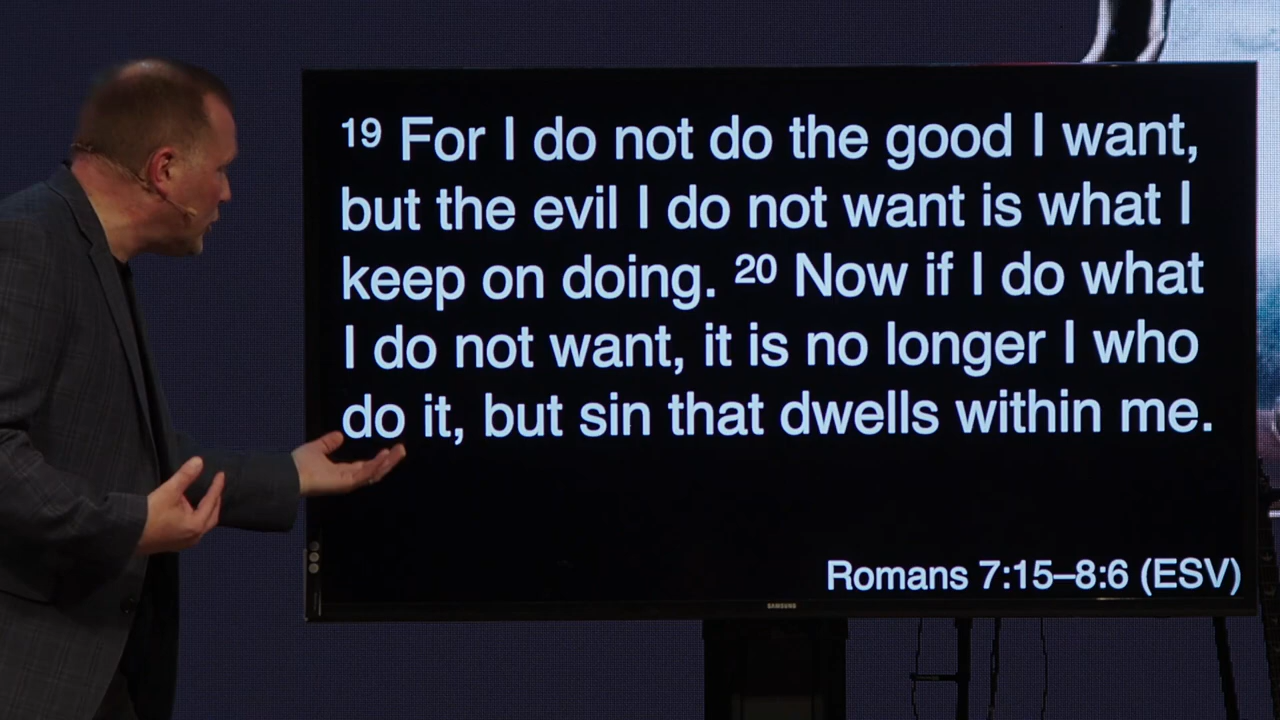 19 For I do not do the good I want,
but the evil I do not want is what I
keep on doing. 20 Now if I do what
I do not want, it is no longer I who
do it, but sin that dwells within me.
Romans 7:15–8:6 (ESV)
SAMSUNG